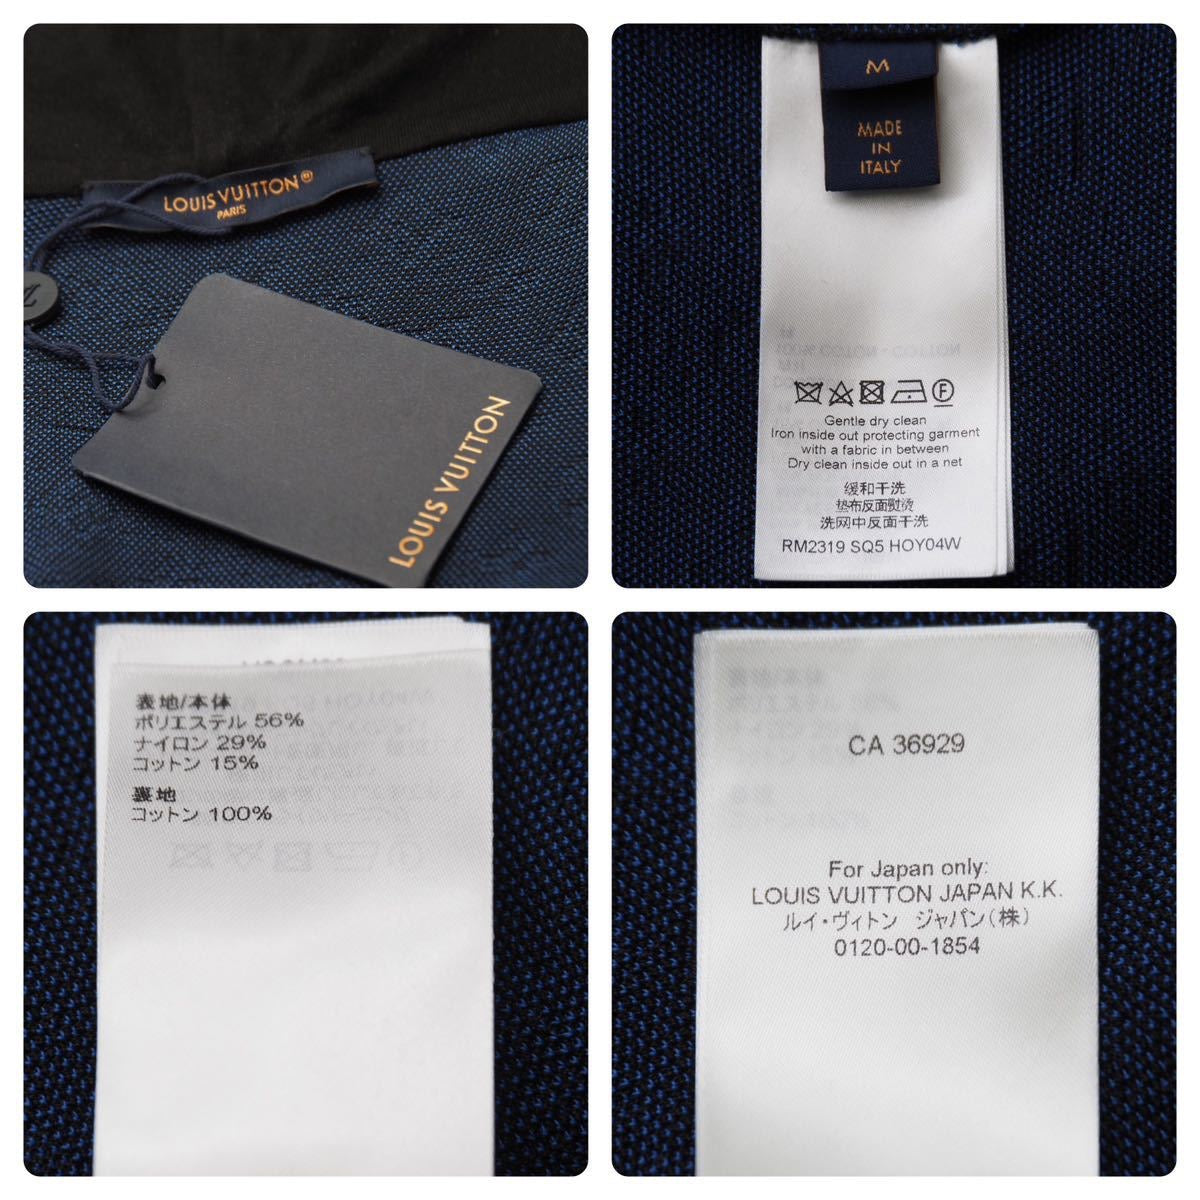 LOUIS VUITTON
PARIS
LOUIS VUITTON
M
MADE
IN
ITALY
Gentle dry clean
Iron inside out protecting garment
with a fabric in between
Dry clean inside out in a net
缓和干洗
垫布反面熨烫
洗网中反面干洗
RM2319 SQ5 HOY04W
表地/本体
ポリエステル 56%
ナイロン 29%
コットン 15%
裏地
コットン 100%
CA 36929
For Japan only:
LOUIS VUITTON JAPAN K.K.
ルイ・ヴィトン ジャパン(株)
0120-00-1854